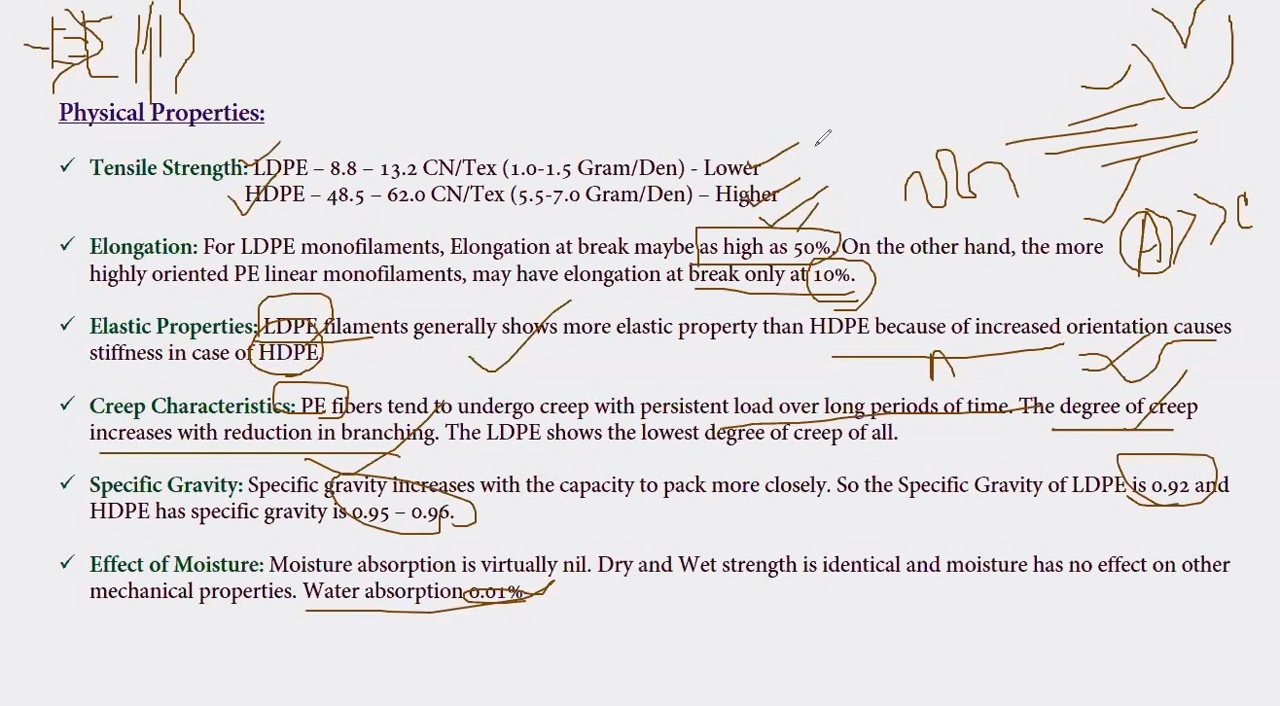 Physical Properties:
✓ Tensile Strength: LDPE – 8.8 – 13.2 CN/Tex (1.0-1.5 Gram/Den) - Lower
HDPE – 48.5 – 62.0 CN/Tex (5.5-7.0 Gram/Den) – Higher
✓ Elongation: For LDPE monofilaments, Elongation at break maybe as high as 50%. On the other hand, the more
highly oriented PE linear monofilaments, may have elongation at break only at 10%.
✓ Elastic Properties: LDPE filaments generally shows more elastic property than HDPE because of increased orientation causes
stiffness in case of HDPE.
✓ Creep Characteristics: PE fibers tend to undergo creep with persistent load over long periods of time. The degree of creep
increases with reduction in branching. The LDPE shows the lowest degree of creep of all.
✓ Specific Gravity: Specific gravity increases with the capacity to pack more closely. So the Specific Gravity of LDPE is 0.92 and
HDPE has specific gravity is 0.95 – 0.96.
✓ Effect of Moisture: Moisture absorption is virtually nil. Dry and Wet strength is identical and moisture has no effect on other
mechanical properties. Water absorption 0.01%